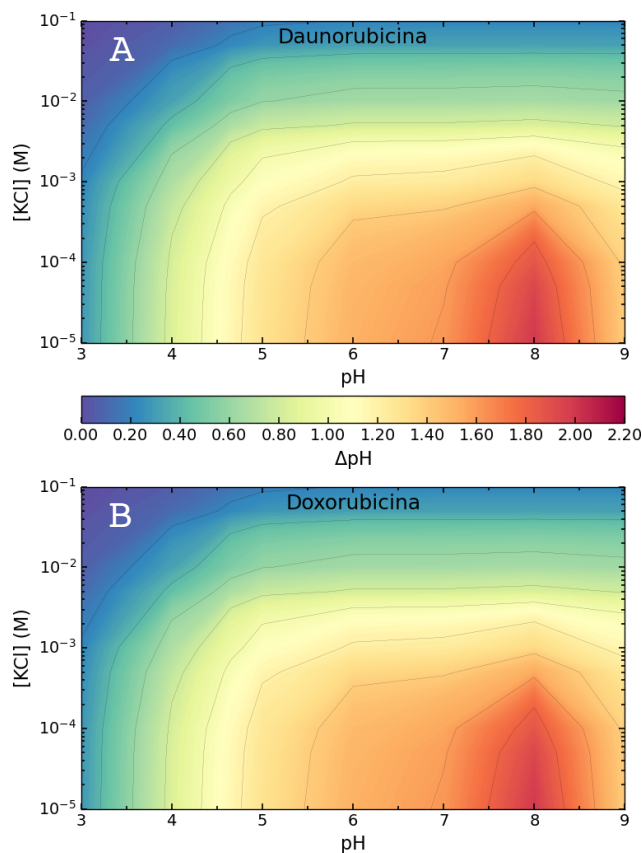 A
Daunorubicina
[KCl] (M)
10⁻¹
10⁻²
10⁻³
10⁻⁴
10⁻⁵
3 4 5 6 7 8 9
pH
0.00 0.20 0.40 0.60 0.80 1.00 1.20 1.40 1.60 1.80 2.00 2.20
ΔpH
B
Doxorubicina
[KCl] (M)
10⁻¹
10⁻²
10⁻³
10⁻⁴
10⁻⁵
3 4 5 6 7 8 9
pH